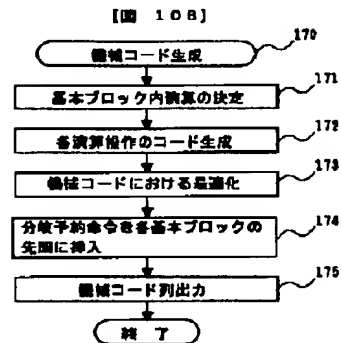 【図 108】
機械コード生成
170
基本ブロック内演算の決定
171
各演算操作のコード生成
172
機械コードにおける最適化
173
分岐予約命令を各基本ブロックの
先頭に挿入
174
機械コード列出力
175
終了